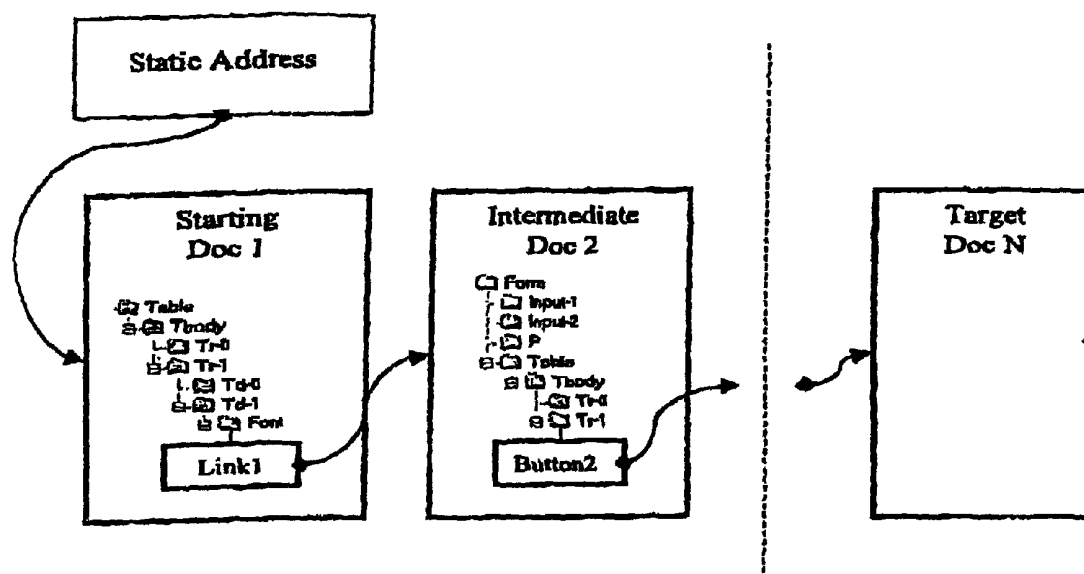 Static Address
Starting
Doc 1
Table
Tbody
Tr-0
Tr-1
Td-0
Td-1
Font
Link1
Intermediate
Doc 2
Form
Input-1
Input-2
P
Table
Tbody
Tr-0
Tr-1
Button2
Target
Doc N